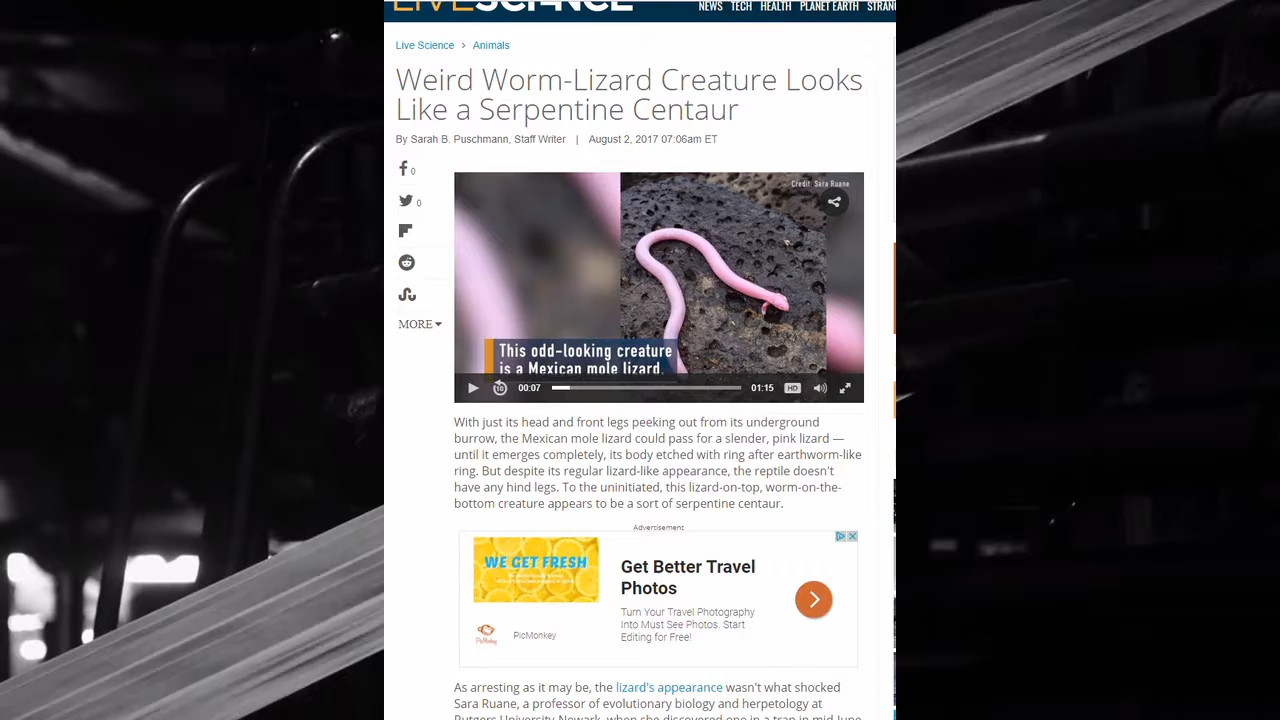 LIVESCIENCE
NEWS TECH HEALTH PLANET EARTH STRAN
Live Science > Animals
Weird Worm-Lizard Creature Looks
Like a Serpentine Centaur
By Sarah B. Puschmann, Staff Writer | August 2, 2017 07:06am ET
0
0
MORE
Credit: Sara Ruane
This odd-looking creature
is a Mexican mole lizard.
10
00:07
01:15
HD
With just its head and front legs peeking out from its underground
burrow, the Mexican mole lizard could pass for a slender, pink lizard —
until it emerges completely, its body etched with ring after earthworm-like
ring. But despite its regular lizard-like appearance, the reptile doesn't
have any hind legs. To the uninitiated, this lizard-on-top, worm-on-the-
bottom creature appears to be a sort of serpentine centaur.
Advertisement
WE GET FRESH
Get Better Travel
Photos
Turn Your Travel Photography
Into Must See Photos. Start
Editing for Free!
PicMonkey
PicMonkey
As arresting as it may be, the lizard's appearance wasn't what shocked
Sara Ruane, a professor of evolutionary biology and herpetology at
Rutgers University-Newark, when she discovered one in a trap in mid-June